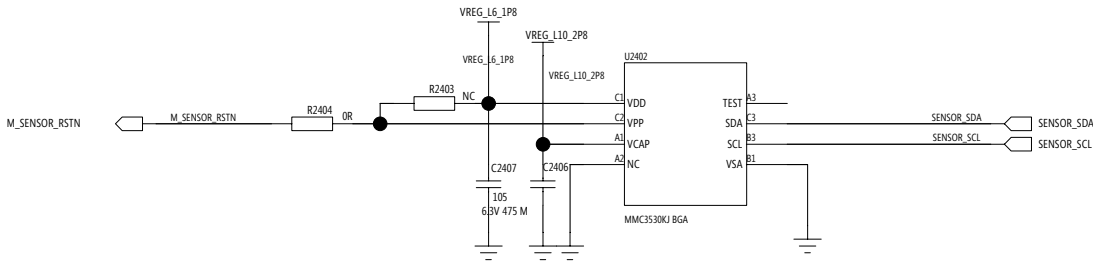 VREG_L6_1P8
VREG_L10_2P8
U2402
VREG_L6_1P8
VREG_L10_2P8
R2403
NC
C1
VDD
TEST
A3
M_SENSOR_RSTN
M_SENSOR_RSTN
R2404
0R
C2
VPP
SDA
C3
SENSOR_SDA
SENSOR_SDA
A1
VCAP
SCL
B3
SENSOR_SCL
SENSOR_SCL
A2
NC
VSA
B1
C2407
C2406
105
6.3V 475 M
MMC3530KJ BGA